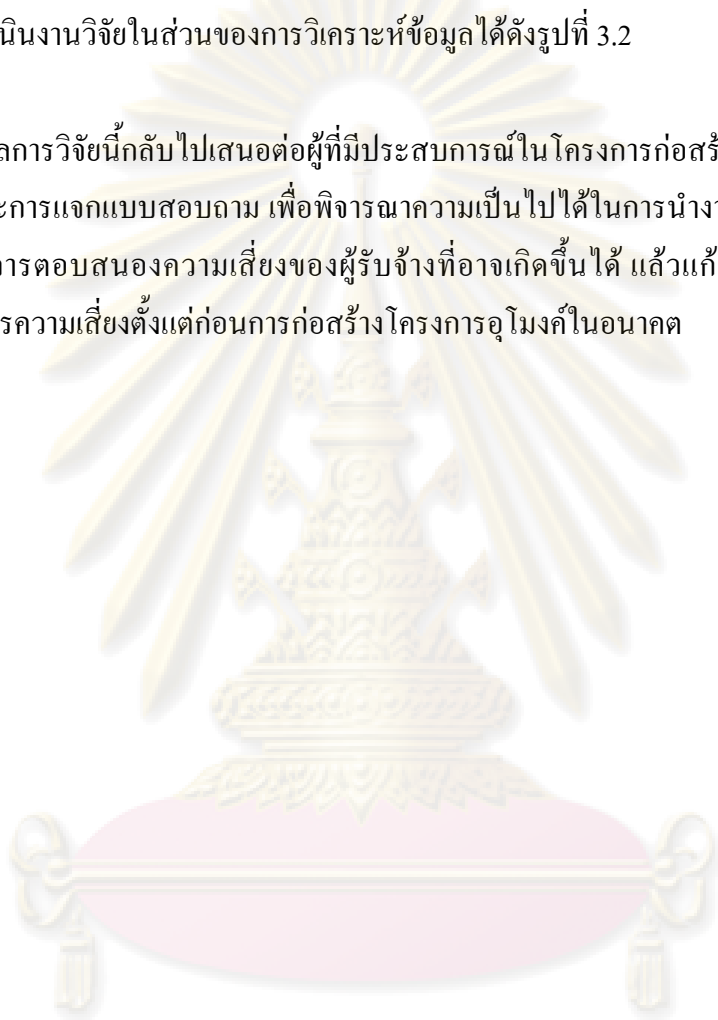 นินงานวิจัยในส่วนของการวิเคราะห์ข้อมูลได้ดังรูปที่ 3.2
ลการวิจัยนี้กลับไปเสนอต่อผู้ที่มีประสบการณ์ในโครงการก่อสร้
ะการแจกแบบสอบถาม เพื่อพิจารณาความเป็นไปได้ในการนำงา
ารตอบสนองความเสี่ยงของผู้รับจ้างที่อาจเกิดขึ้นได้ แล้วแก้
รความเสี่ยงตั้งแต่ก่อนการก่อสร้างโครงการอุโมงค์ในอนาคต